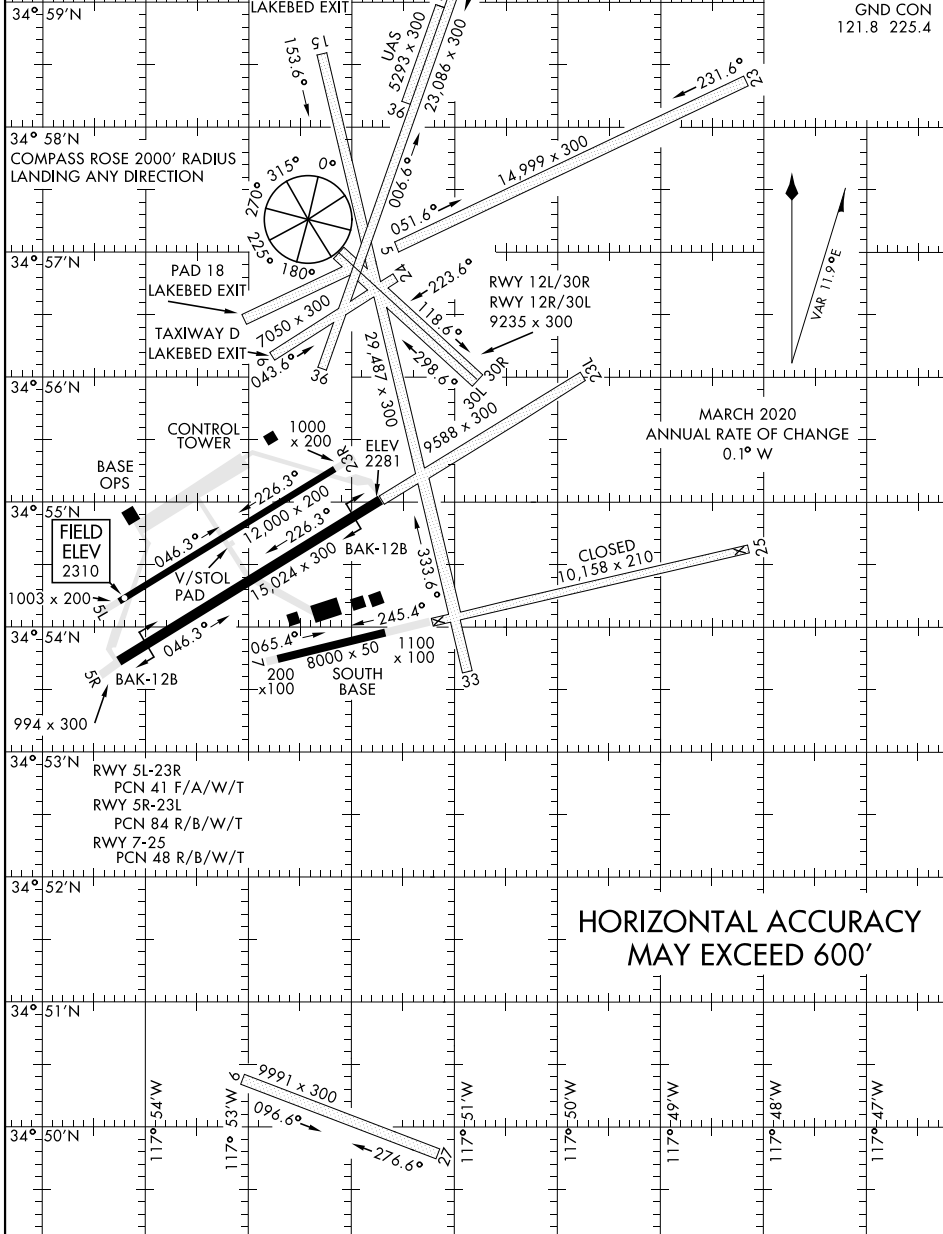 LAKEBED EXIT
GND CON
121.8 225.4
34° 59'N
15
153.6°
UAS
5293 x 300
36
23,086 x 300
231.6°
23
34° 58'N
COMPASS ROSE 2000' RADIUS
LANDING ANY DIRECTION
14,999 x 300
315° 0°
270°
225°
180°
006.6°
051.6°
5
VAR 11.9°E
34° 57'N
PAD 18
LAKEBED EXIT
24
223.6°
RWY 12L/30R
RWY 12R/30L
9235 x 300
118.6°
7050 x 300
TAXIWAY D
LAKEBED EXIT
6
043.6°
36
298.6°
30R
30L
29,487 x 300
34° 56'N
23L
9588 x 300
MARCH 2020
ANNUAL RATE OF CHANGE
0.1° W
CONTROL
TOWER
1000
x 200
23R
ELEV
2281
BASE
OPS
34° 55'N
226.3°
12,000 x 200
226.3°
046.3°
FIELD
ELEV
2310
V/STOL
PAD
15,024 x 300
BAK-12B
333.6°
CLOSED
10,158 x 210
25
1003 x 200
5L
34° 54'N
046.3°
065.4°
245.4°
7
8000 x 50
1100
x 100
200
x100
SOUTH
BASE
33
5R
BAK-12B
994 x 300
34° 53'N
RWY 5L-23R
PCN 41 F/A/W/T
RWY 5R-23L
PCN 84 R/B/W/T
RWY 7-25
PCN 48 R/B/W/T
34° 52'N
HORIZONTAL ACCURACY
MAY EXCEED 600'
34° 51'N
9
9991 x 300
096.6°
276.6°
27
117° 54'W
117° 53'W
117° 51'W
117° 50'W
117° 49'W
117° 48'W
117° 47'W
34° 50'N